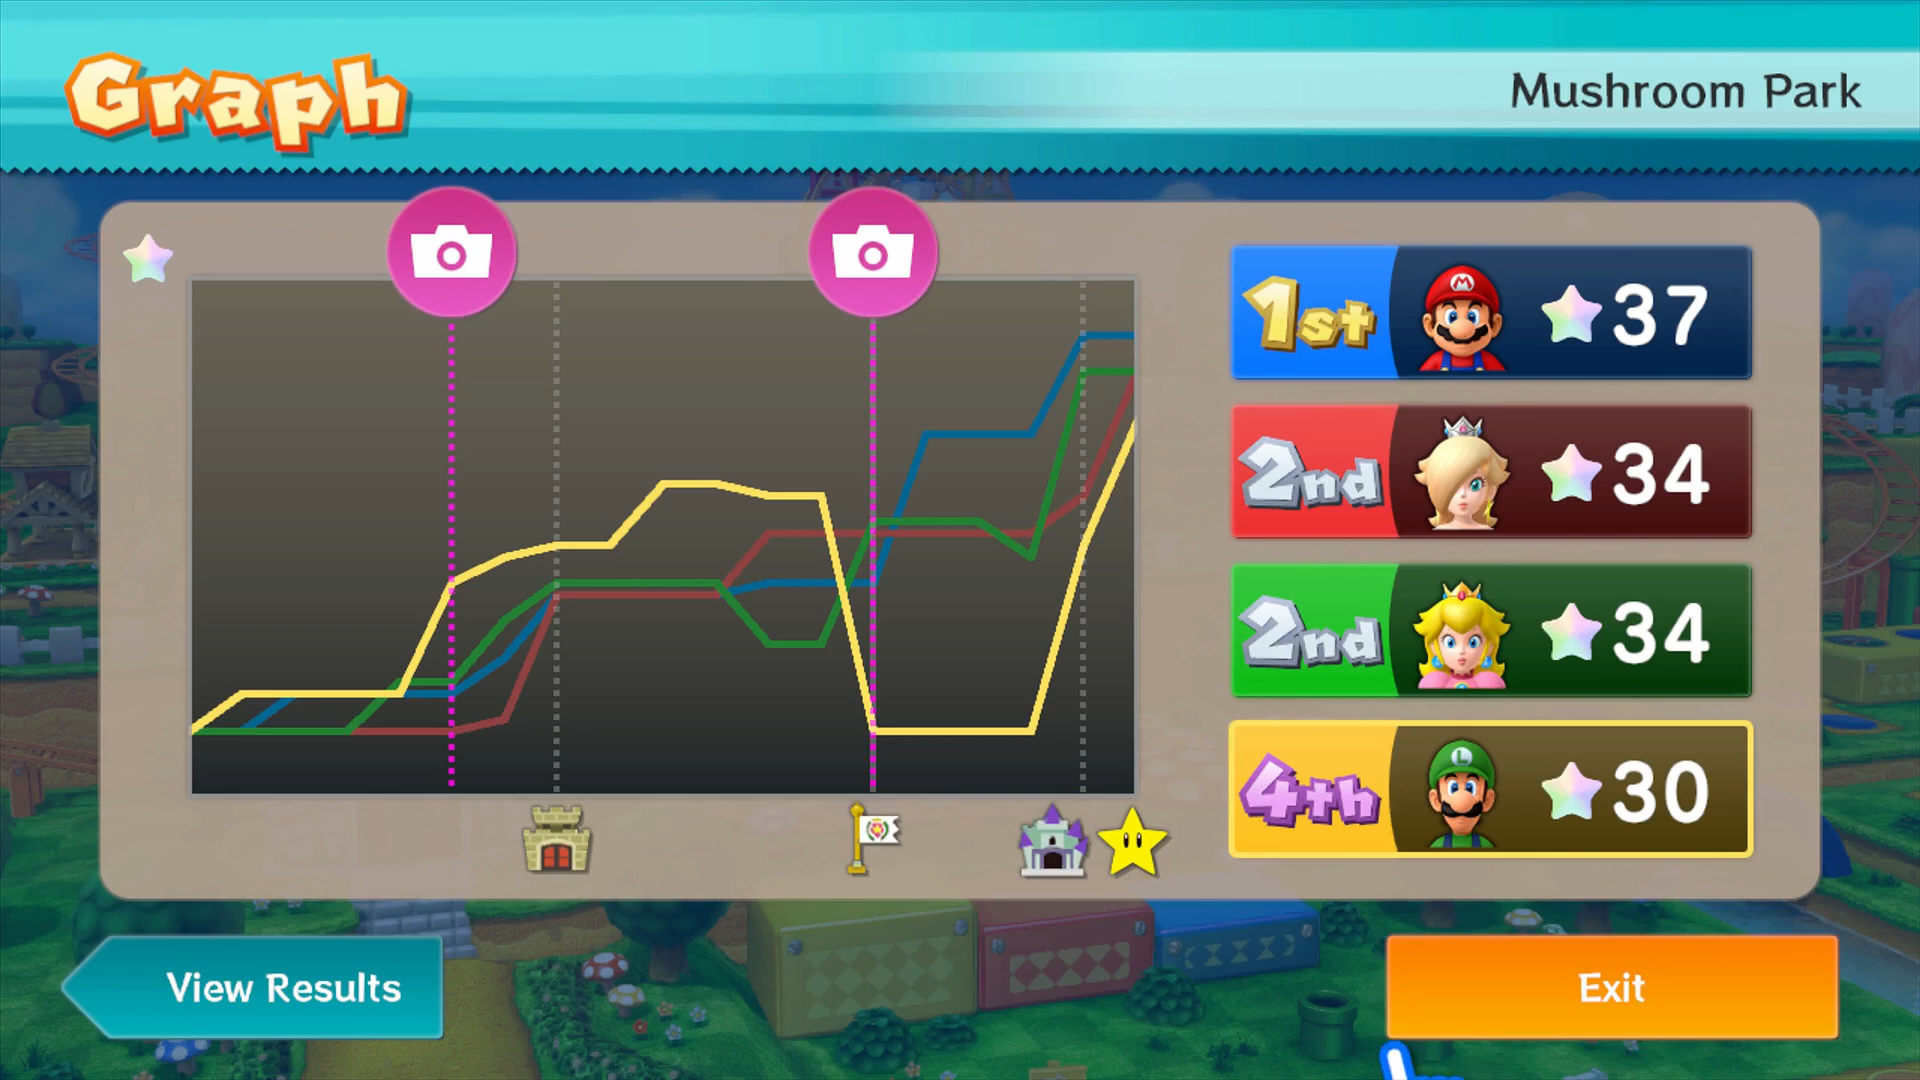 Graph
Mushroom Park
1st 37
2nd 34
2nd 34
4th 30
View Results
Exit